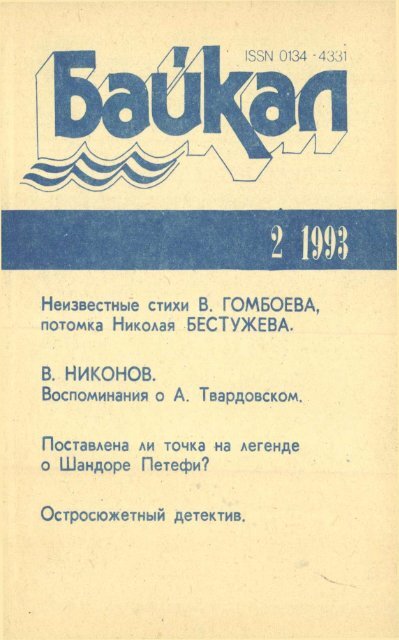 ISSN 0134-4331
Байкал
2 1993
Неизвестные стихи В. ГОМБОЕВА,
потомка Николая БЕСТУЖЕВА.
В. НИКОНОВ.
Воспоминания о А. Твардовском.
Поставлена ли точка на легенде
о Шандоре Петефи?
Остросюжетный детектив.